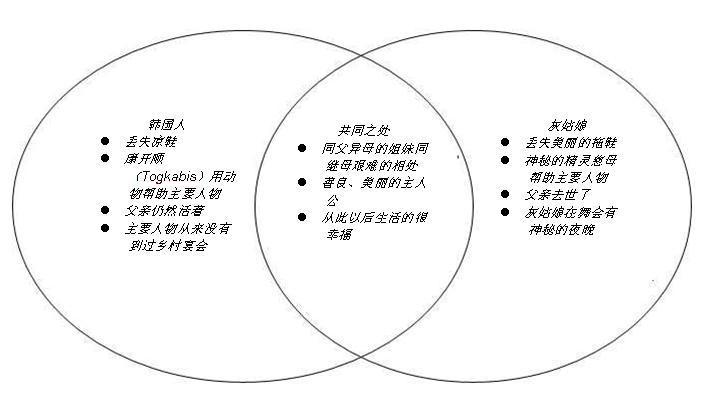 韩国人
● 丢失凉鞋
● 康开顺
（Togkabis）用动
物帮助主要人物
● 父亲仍然活着
● 主要人物从来没有
到过乡村宴会
共同之处
● 同父异母的姐妹同
继母艰难的相处
● 善良、美丽的主人
公
● 从此以后生活的很
幸福
灰姑娘
● 丢失美丽的拖鞋
● 神秘的精灵慈母
帮助主要人物
● 父亲去世了
● 灰姑娘在舞会有
神秘的夜晚